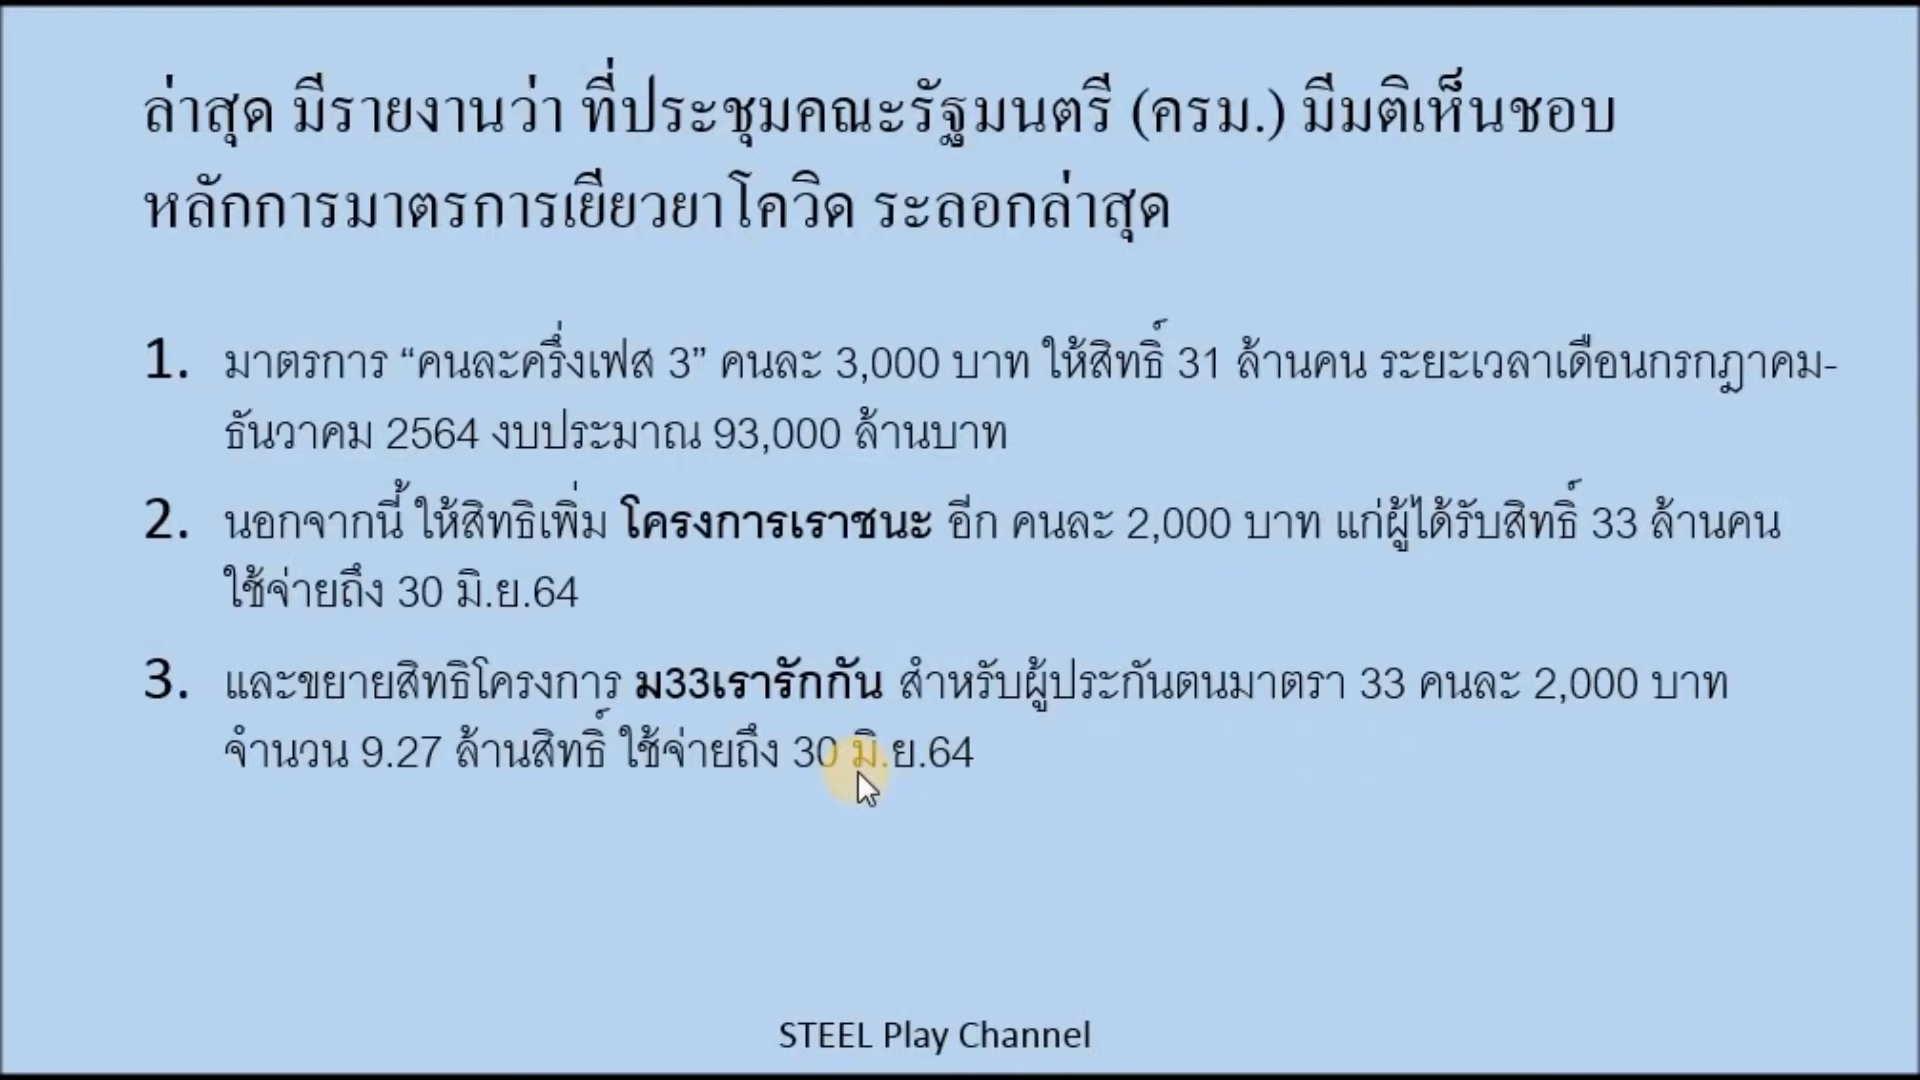 ล่าสุด มีรายงานว่า ที่ประชุมคณะรัฐมนตรี (ครม.) มีมติเห็นชอบ
หลักการมาตรการเยียวยาโควิด ระลอกล่าสุด
1. มาตรการ “คนละครึ่งเฟส 3” คนละ 3,000 บาท ให้สิทธิ์ 31 ล้านคน ระยะเวลาเดือนกรกฎาคม-
ธันวาคม 2564 งบประมาณ 93,000 ล้านบาท
2. นอกจากนี้ ให้สิทธิเพิ่ม โครงการเราชนะ อีก คนละ 2,000 บาท แก่ผู้ได้รับสิทธิ์ 33 ล้านคน
ใช้จ่ายถึง 30 มิ.ย.64
3. และขยายสิทธิโครงการ ม33เรารักกัน สำหรับผู้ประกันตนมาตรา 33 คนละ 2,000 บาท
จำนวน 9.27 ล้านสิทธิ์ ใช้จ่ายถึง 30 มิ.ย.64
STEEL Play Channel